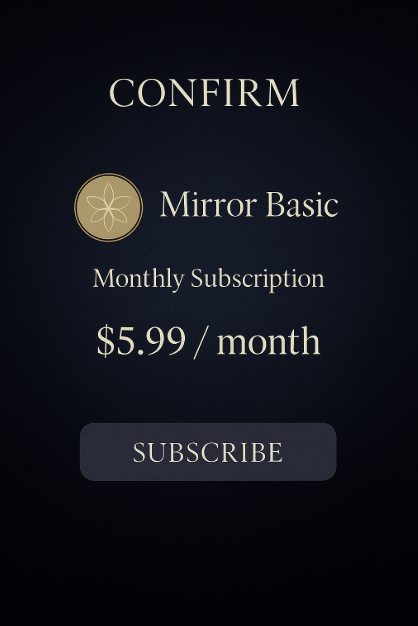 CONFIRM
Mirror Basic
Monthly Subscription
$5.99 / month
SUBSCRIBE